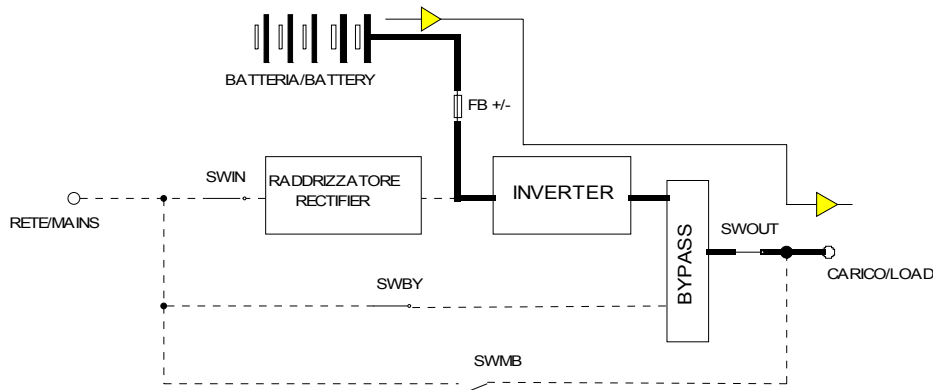 BATTERIA/BATTERY
FB +/-
SWIN
RADDRIZZATORE
RECTIFIER
INVERTER
RETE/MAINS
BYPASS
SWOUT
CARICO/LOAD
SWBY
SWMB